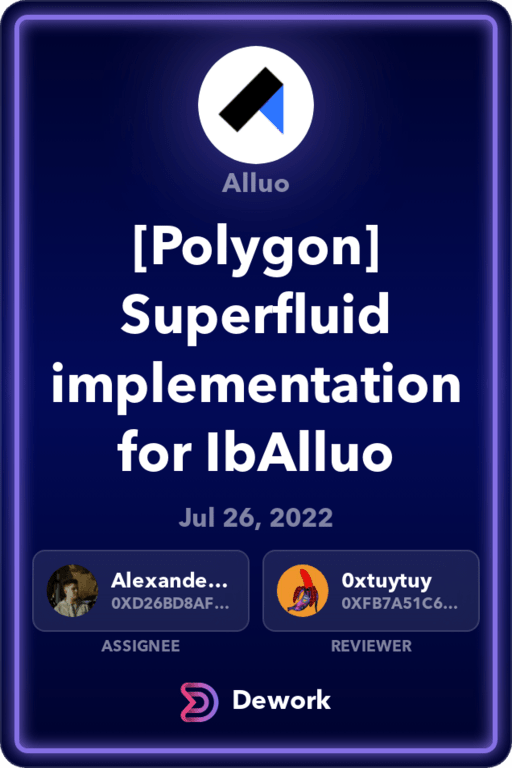 Alluo
[Polygon]
Superfluid
implementation
for IbAlluo
Jul 26, 2022
Alexande...
0XD26BD8AF...
ASSIGNEE
0xtuytuy
0XFB7A51C6...
REVIEWER
Dework